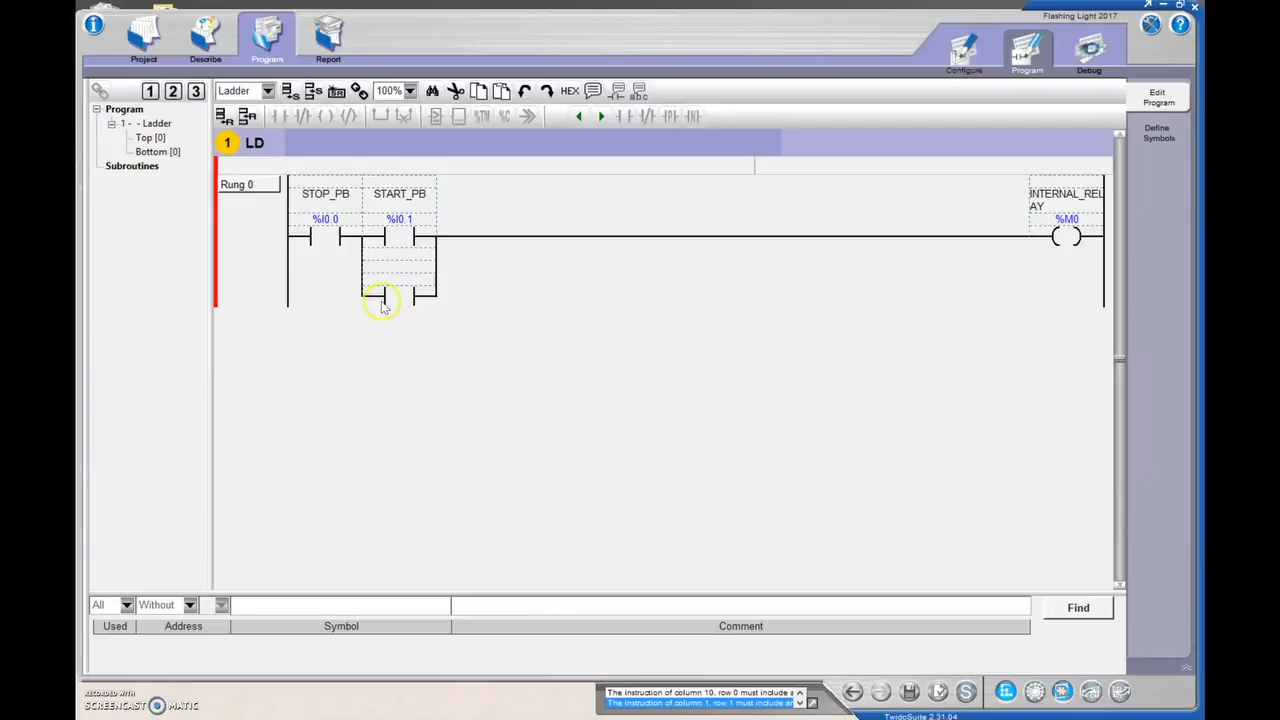 Flashing Light 2017
Project
Describe
Program
Report
Configure
Program
Debug
1 2 3
Ladder
100%
HEX
abc
%TM
%C
Edit
Program
Define
Symbols
Program
1 - - Ladder
Top [0]
Bottom [0]
Subroutines
1 LD
Rung 0
STOP_PB
START_PB
INTERNAL_REL
AY
%I0.0
%I0.1
%M0
All
Without
Find
Used
Address
Symbol
Comment
The instruction of column 10, row 0 must include a
The instruction of column 1, row 1 must include an
RECORDED WITH
SCREENCAST MATIC
TwidoSuite 2.31.04